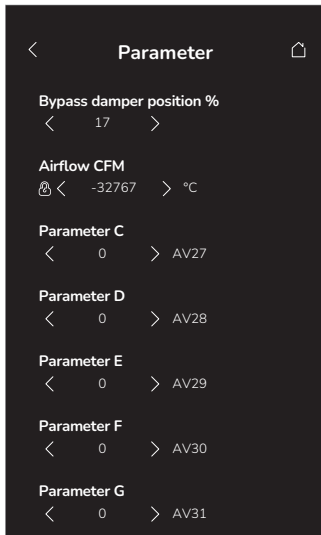 Parameter
Bypass damper position %
17
Airflow CFM
-32767 °C
Parameter C
0 AV27
Parameter D
0 AV28
Parameter E
0 AV29
Parameter F
0 AV30
Parameter G
0 AV31